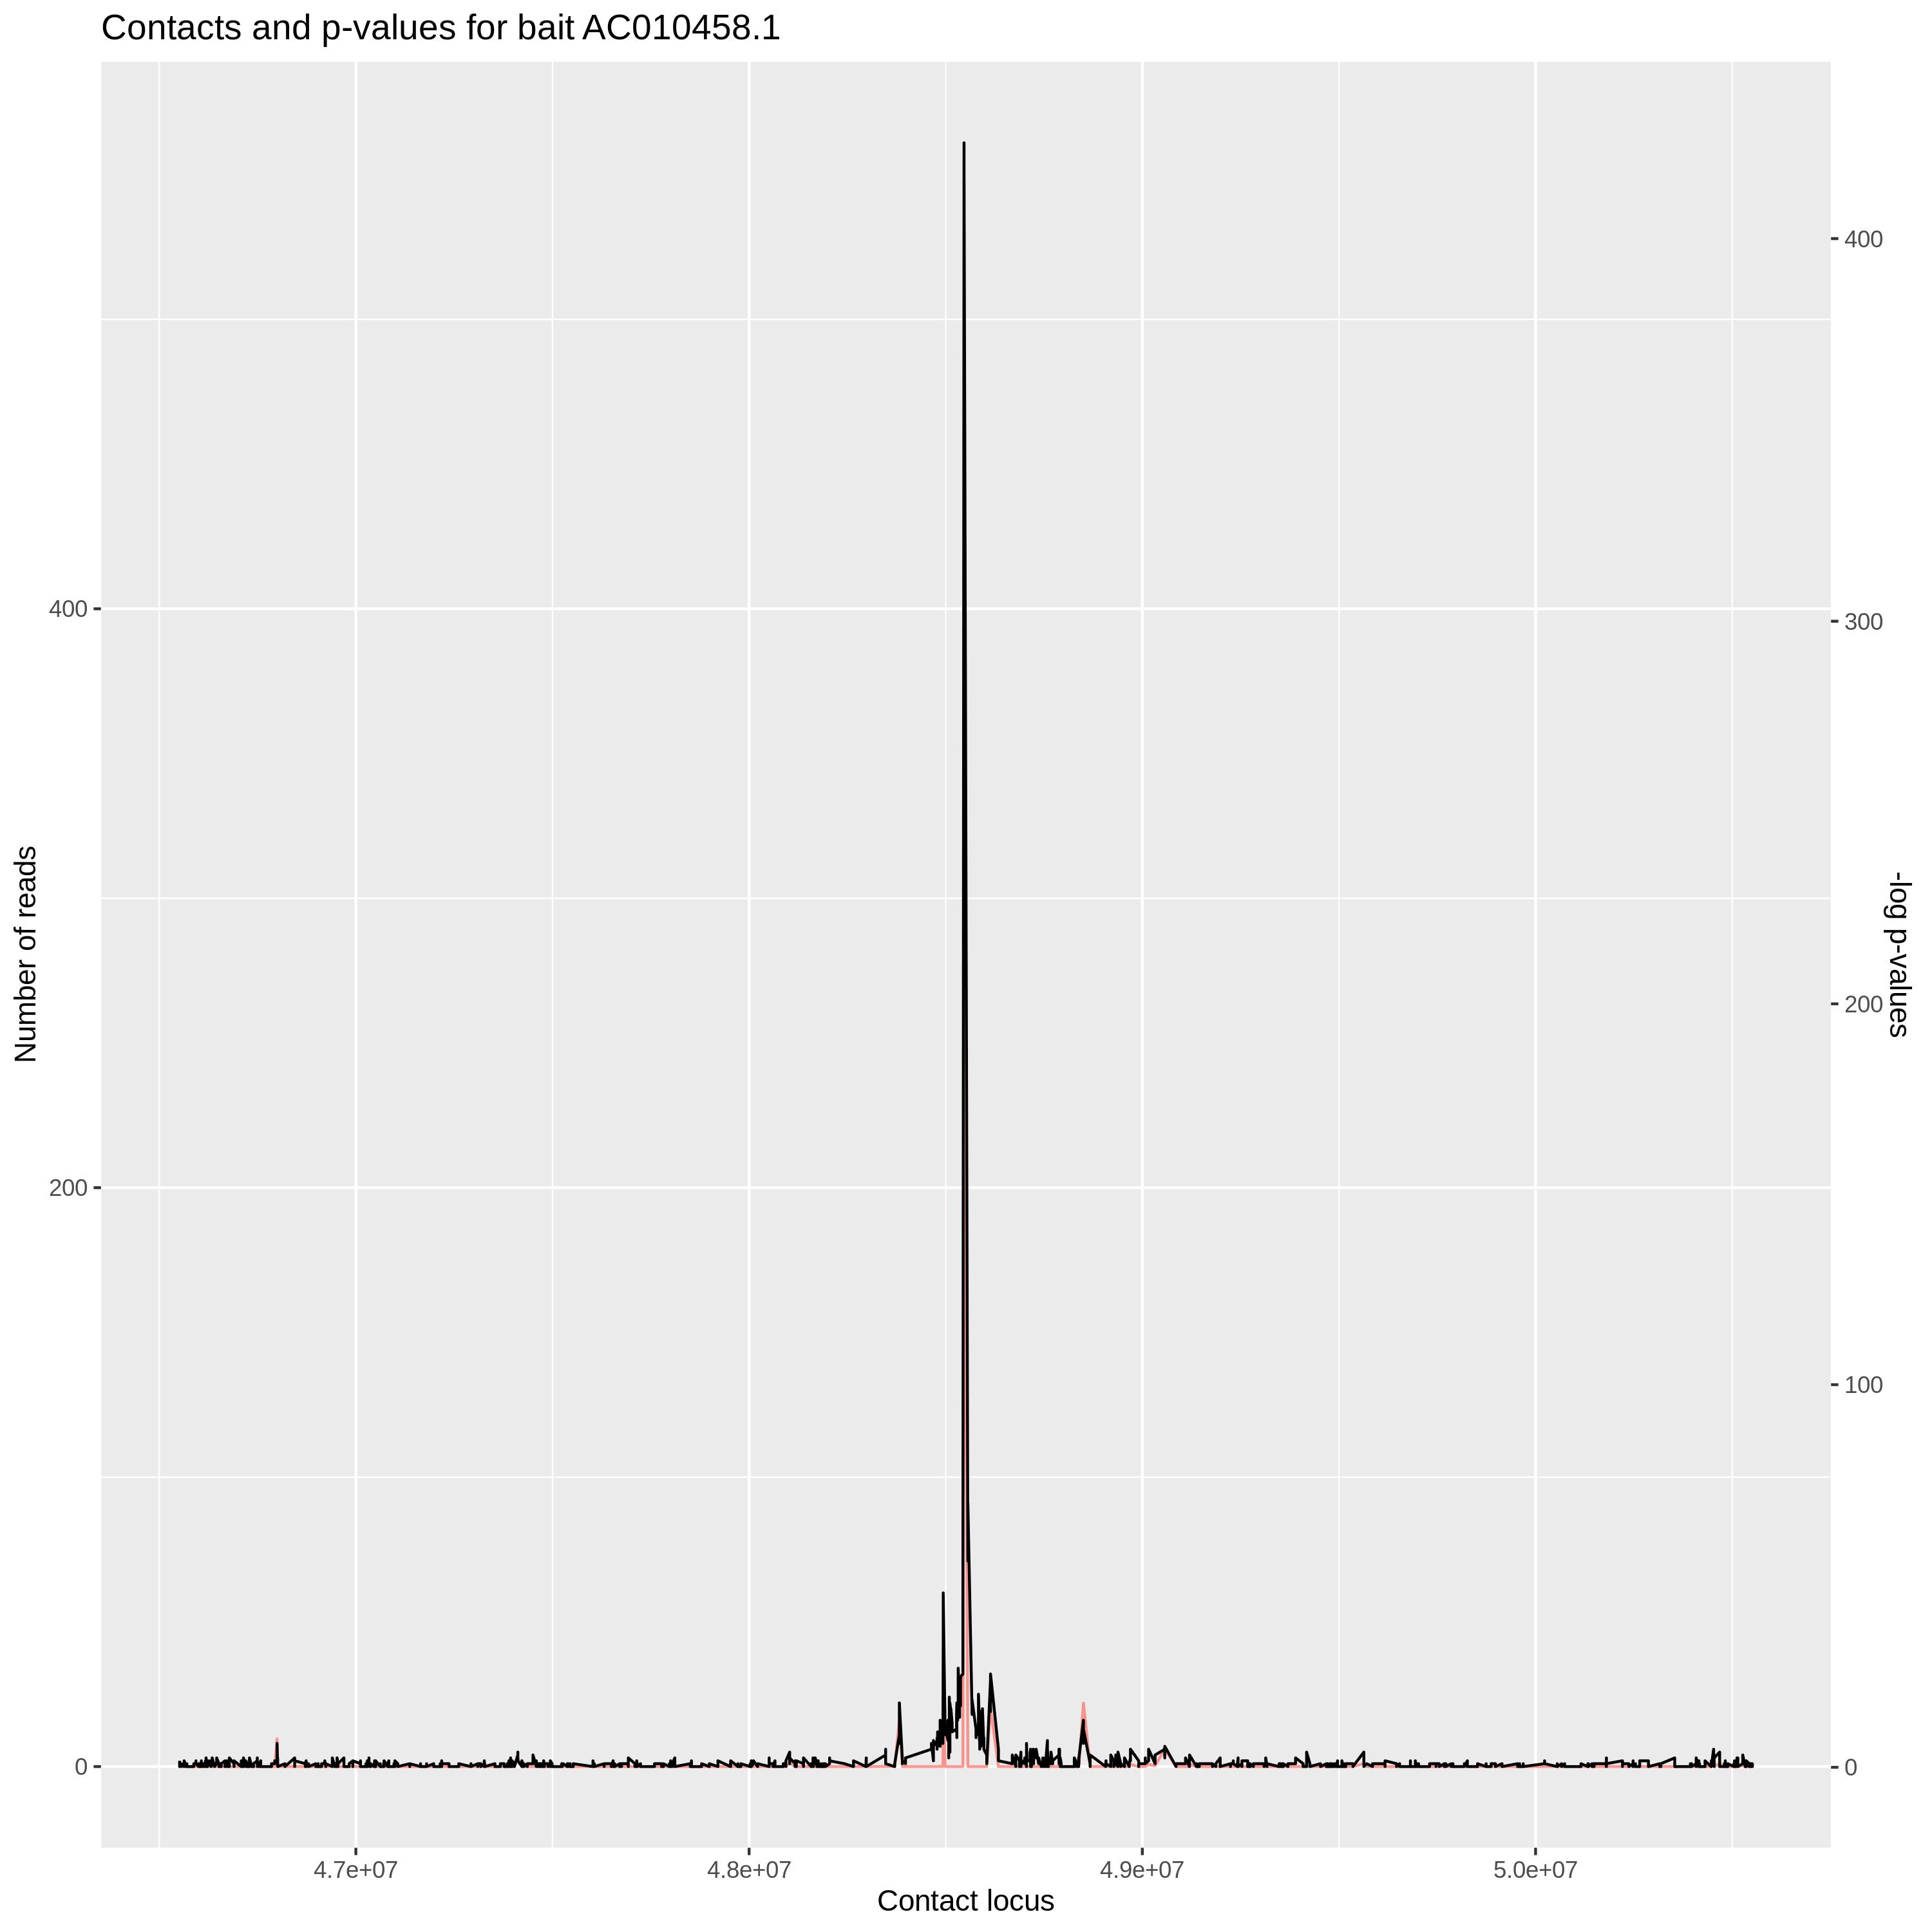 Contacts and p-values for bait AC010458.1
Number of reads
400
200
0
400
300
200
100
0
-log p-values
4.7e+07 4.8e+07 4.9e+07 5.0e+07
Contact locus